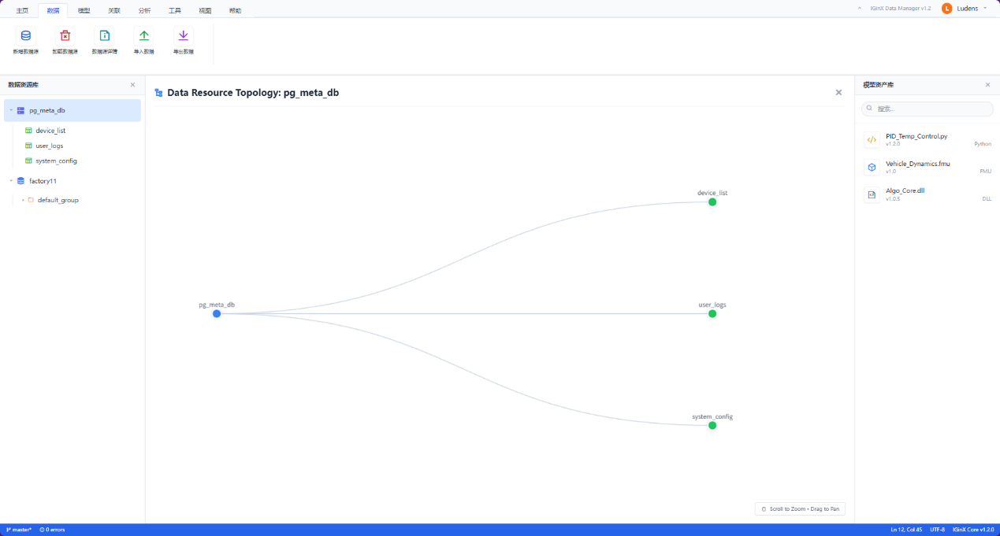 主页 数据 模型 关联 分析 工具 视图 帮助 IGinX Data Manager v1.2 L Ludens
新增数据源 卸载数据源 数据源详情 导入数据 导出数据
数据资源库
pg_meta_db
device_list
user_logs
system_config
factory11
default_group
Data Resource Topology: pg_meta_db
device_list
pg_meta_db
user_logs
system_config
Scroll to Zoom • Drag to Pan
模型资产库
搜索...
PID_Temp_Control.py
v1.2.0 Python
Vehicle_Dynamics.fmu
v1.0 FMU
Algo_Core.dll
v1.0.5 DLL
master* 0 errors Ln 12, Col 45 UTF-8 IGinX Core v1.2.0